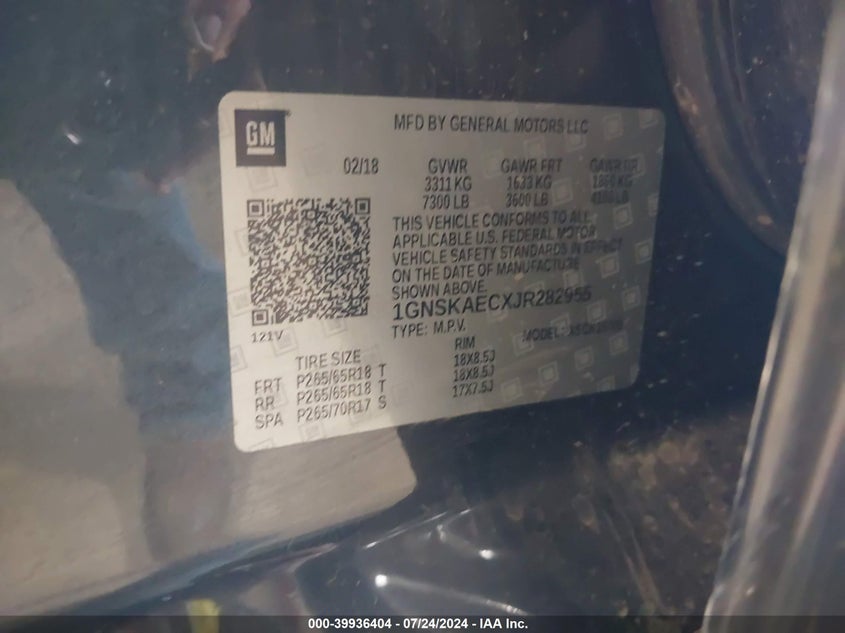 GM
MFD BY GENERAL MOTORS LLC
02/18 GVWR GAWR FRT GAWR RR
3311 KG 1633 KG
7300 LB 3600 LB
THIS VEHICLE CONFORMS TO ALL
APPLICABLE U.S. FEDERAL MOTOR
VEHICLE SAFETY STANDARDS IN EFFECT
ON THE DATE OF MANUFACTURE
SHOWN ABOVE.
1GNSKAECXJR282955
121V
TYPE: M.P.V. MODEL:
TIRE SIZE RIM
FRT P265/65R18 T 18X8.5J
RR P265/65R18 T 18X8.5J
SPA P265/70R17 S 17X7.5J
000-39936404 - 07/24/2024 - IAA Inc.